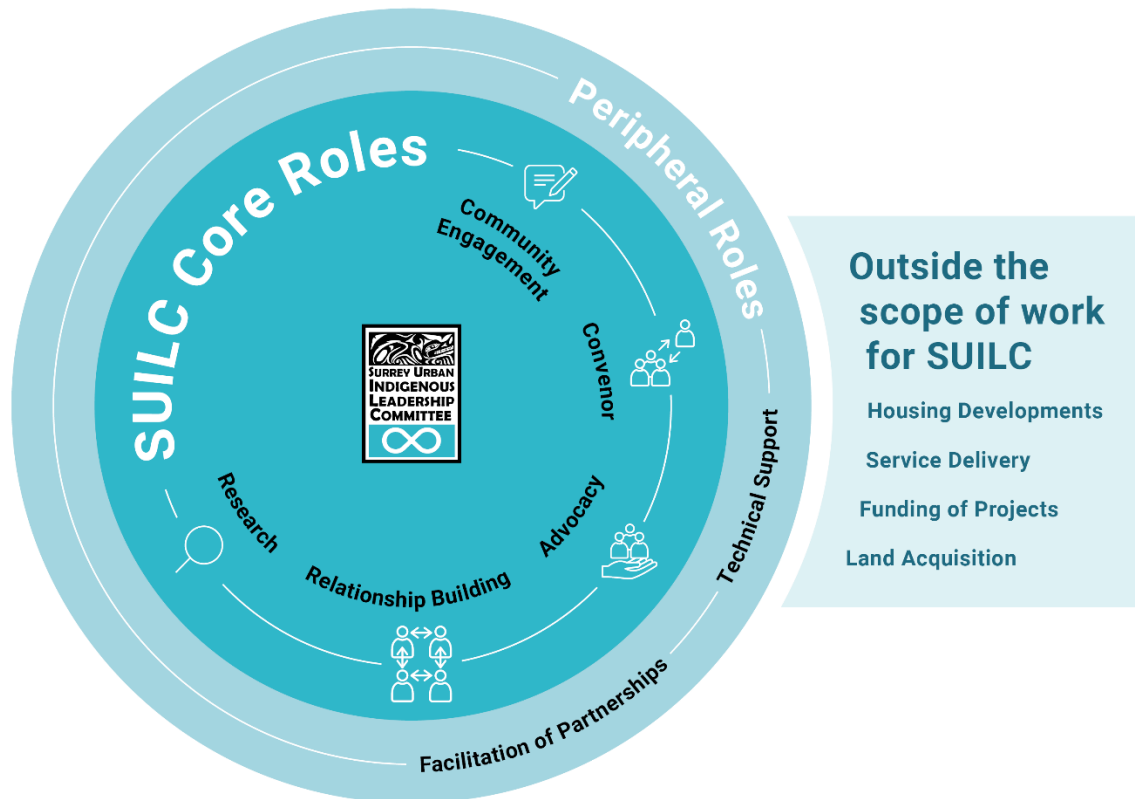 SUILC Core Roles
Community
Engagement
Convenor
Advocacy
Relationship Building
Research
SURREY URBAN
INDIGENOUS
LEADERSHIP
COMMITTEE
Peripheral Roles
Technical Support
Facilitation of Partnerships
Outside the
scope of work
for SUILC
Housing Developments
Service Delivery
Funding of Projects
Land Acquisition